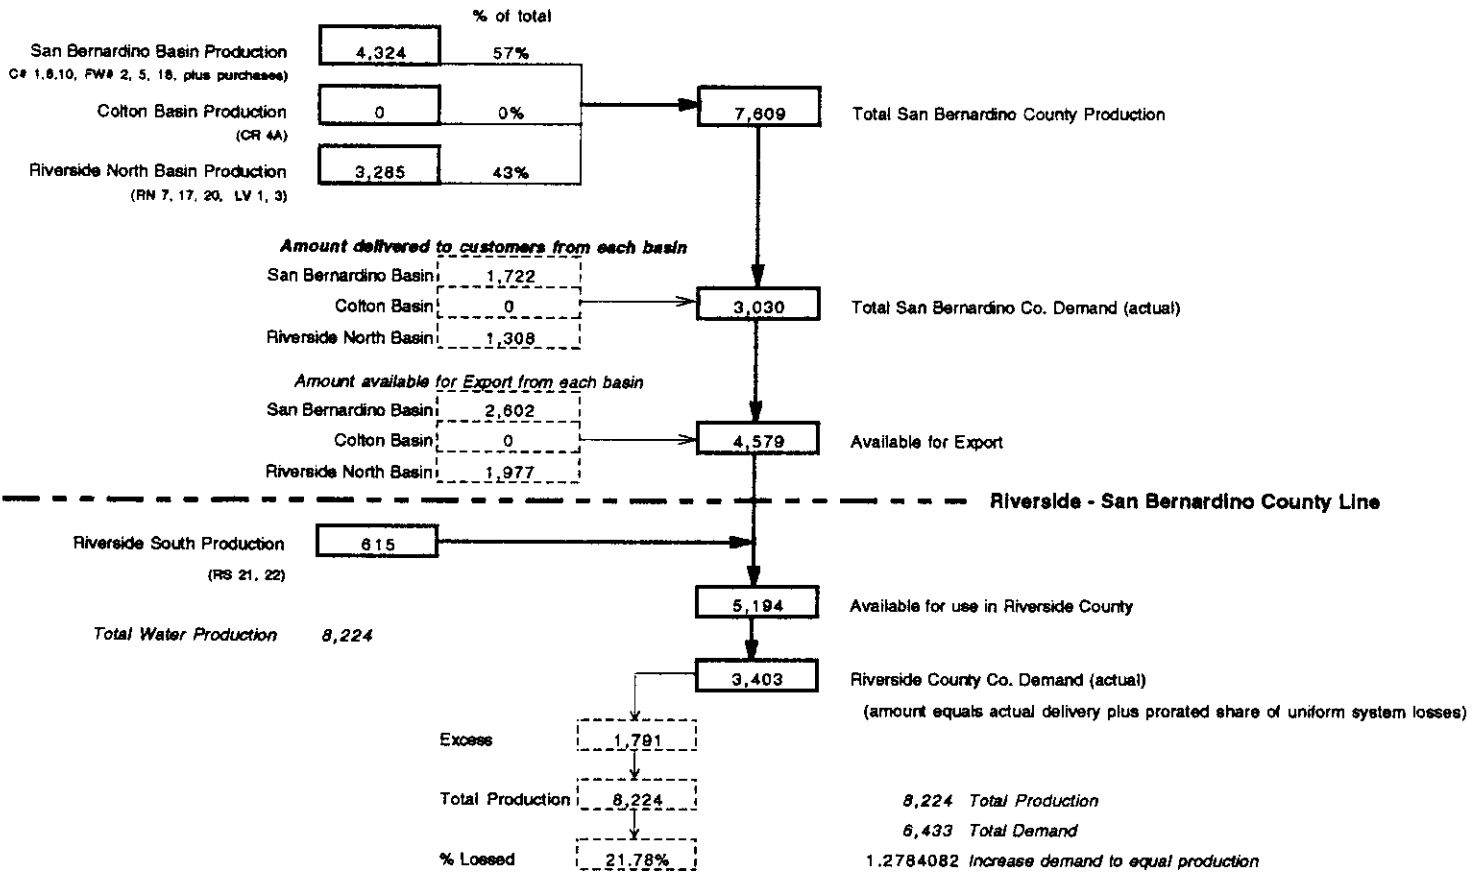 % of total
San Bernardino Basin Production 4,324 57%
C# 1,8,10, FW# 2, 5, 18, plus purchases)
Colton Basin Production 0 0% 7,609 Total San Bernardino County Production
(CR 4A)
Riverside North Basin Production 3,285 43%
(RN 7, 17, 20, LV 1, 3)
Amount delivered to customers from each basin
San Bernardino Basin 1,722
Colton Basin 0 3,030 Total San Bernardino Co. Demand (actual)
Riverside North Basin 1,308
Amount available for Export from each basin
San Bernardino Basin 2,602
Colton Basin 0 4,579 Available for Export
Riverside North Basin 1,977
Riverside - San Bernardino County Line
Riverside South Production 615
(RS 21, 22)
5,194 Available for use in Riverside County
Total Water Production 8,224
3,403 Riverside County Co. Demand (actual)
(amount equals actual delivery plus prorated share of uniform system losses)
Excess 1,791
Total Production 8,224 8,224 Total Production
6,433 Total Demand
% Lossed 21.78% 1.2784082 Increase demand to equal production